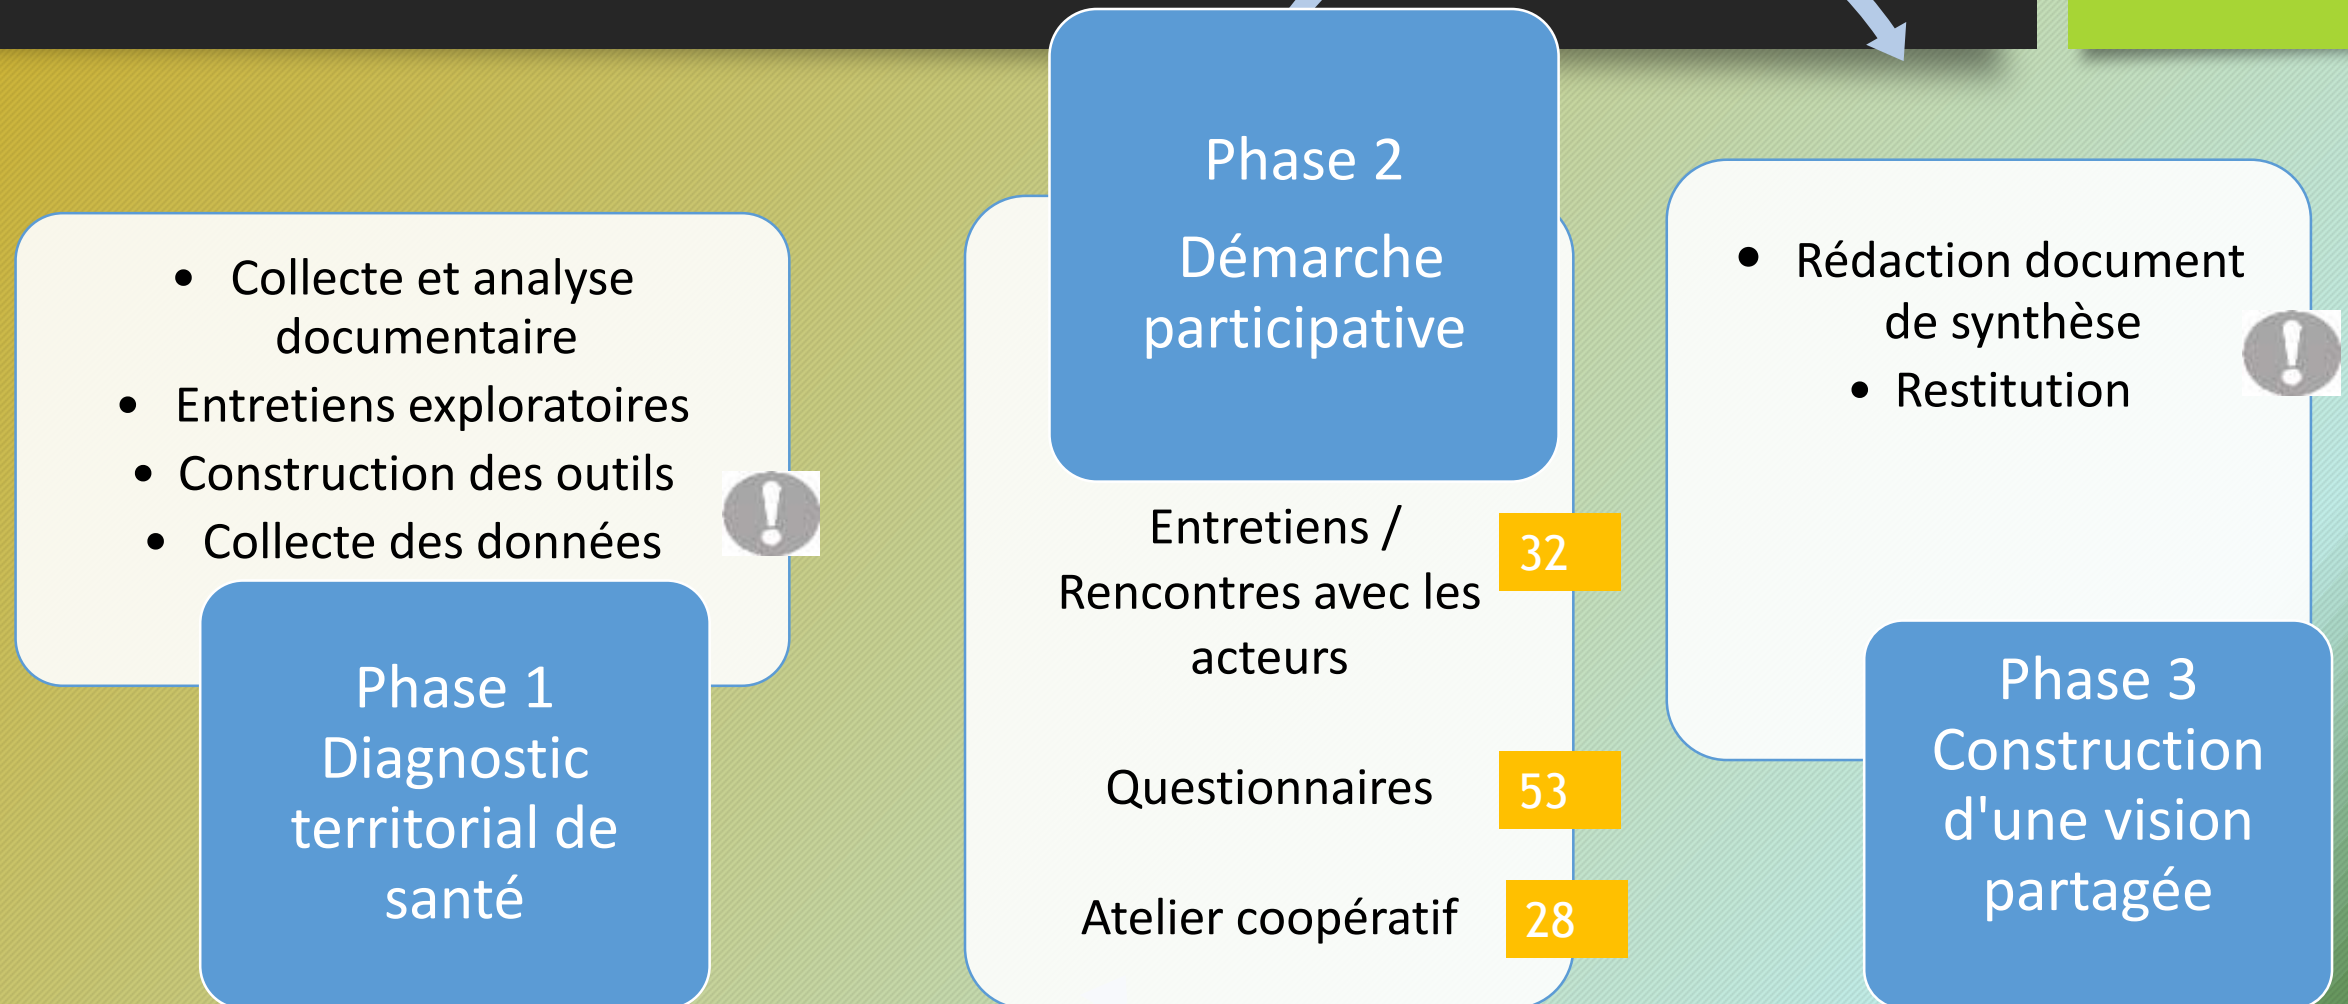 • Collecte et analyse
documentaire
• Entretiens exploratoires
• Construction des outils
• Collecte des données
Phase 1
Diagnostic
territorial de
santé
Phase 2
Démarche
participative
Entretiens /
Rencontres avec les
acteurs
32
Questionnaires
53
Atelier coopératif
28
• Rédaction document
de synthèse
• Restitution
Phase 3
Construction
d'une vision
partagée